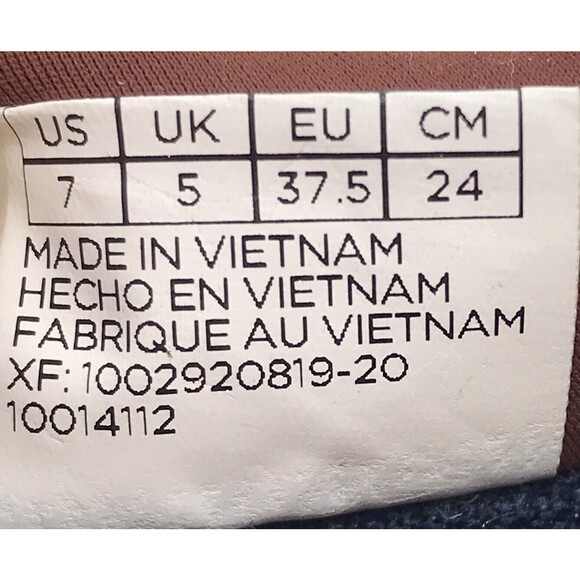 US UK EU CM
7 5 37.5 24
MADE IN VIETNAM
HECHO EN VIETNAM
FABRIQUE AU VIETNAM
XF: 1002920819-20
10014112